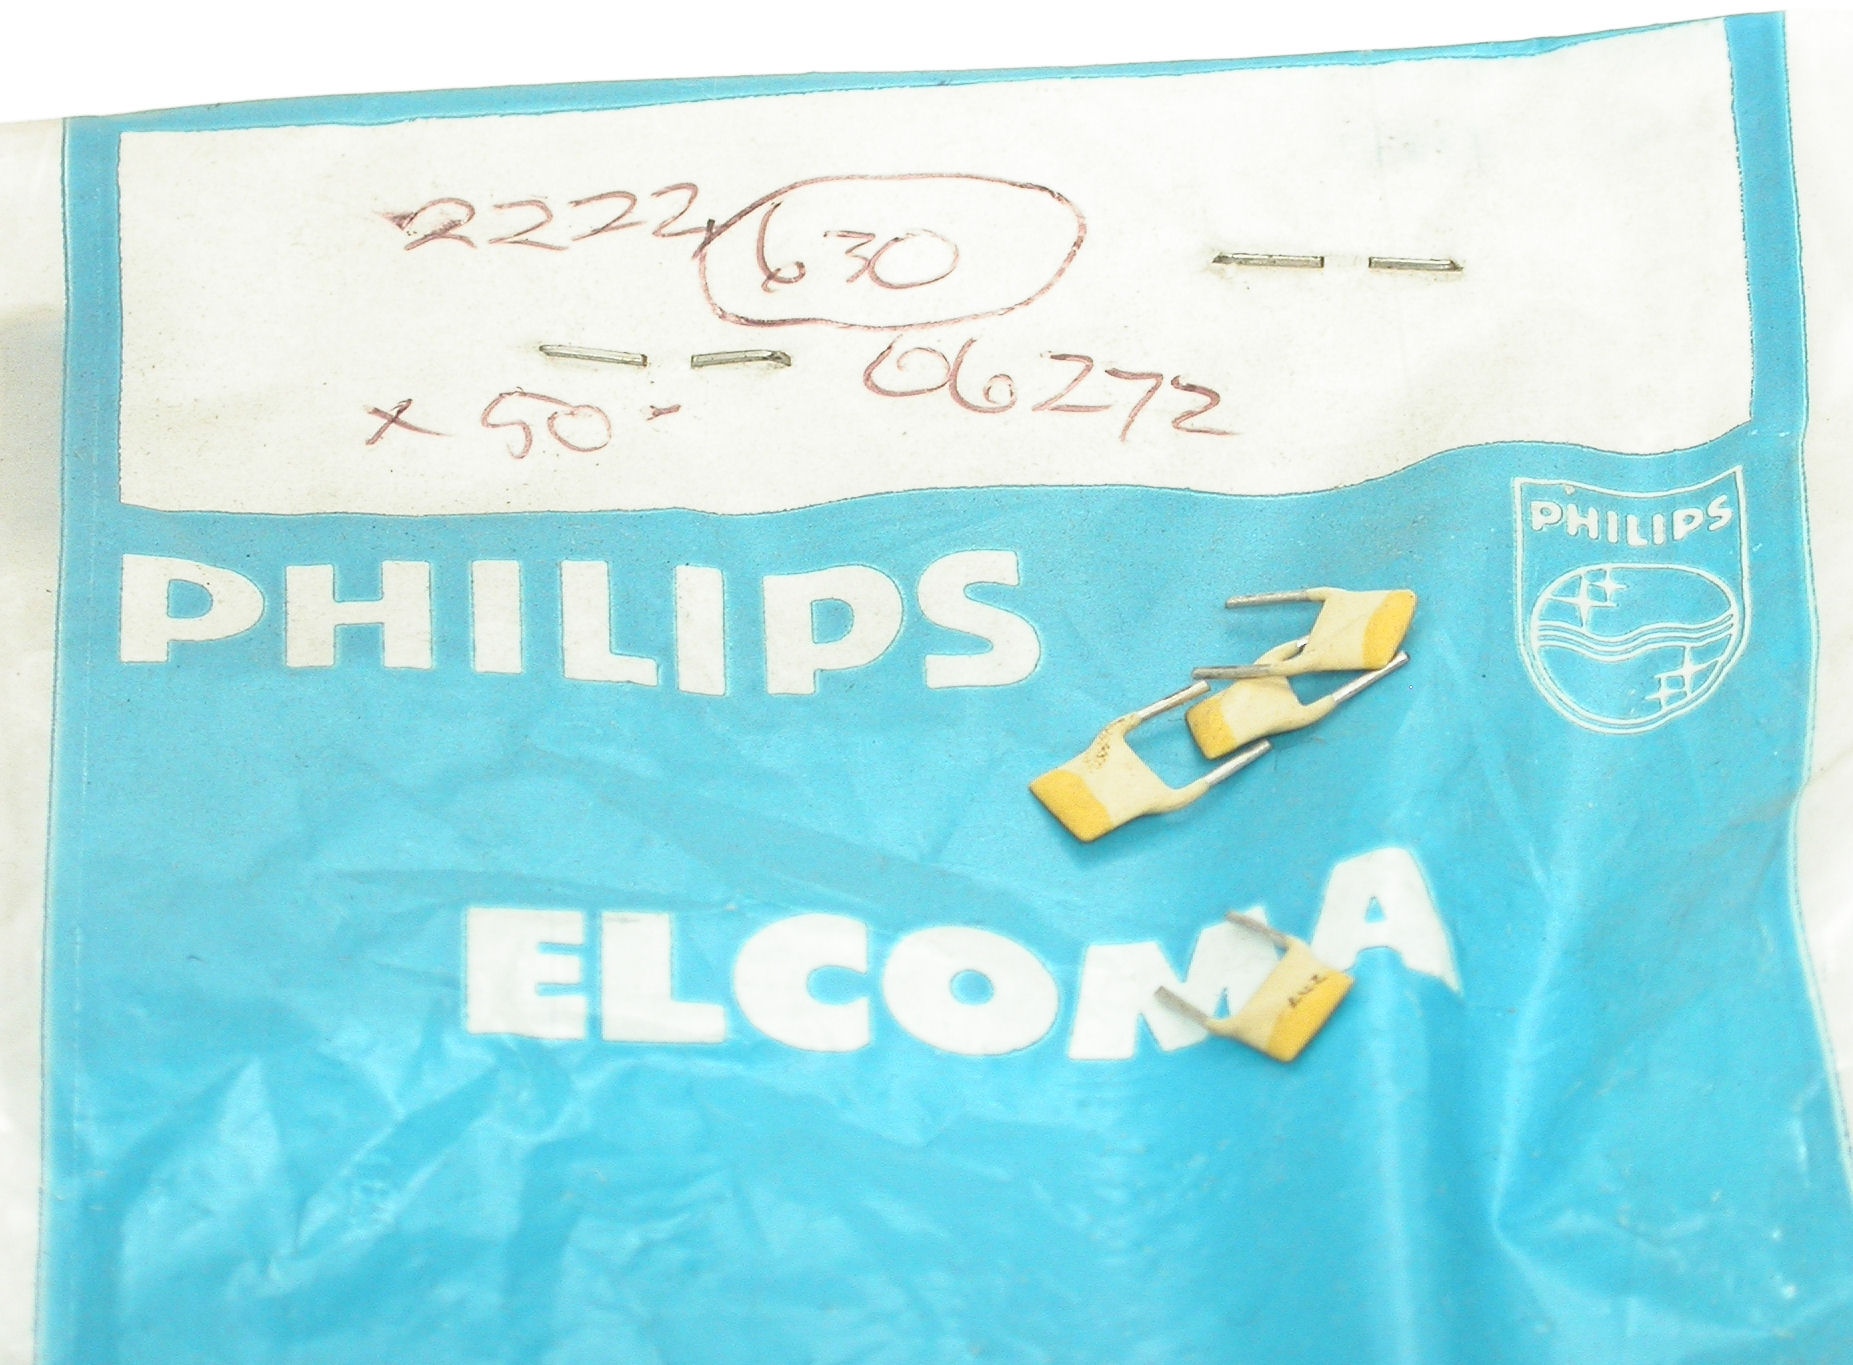 2222 630
06272
x 50-
PHILIPS
PHILIPS
ELCOMA